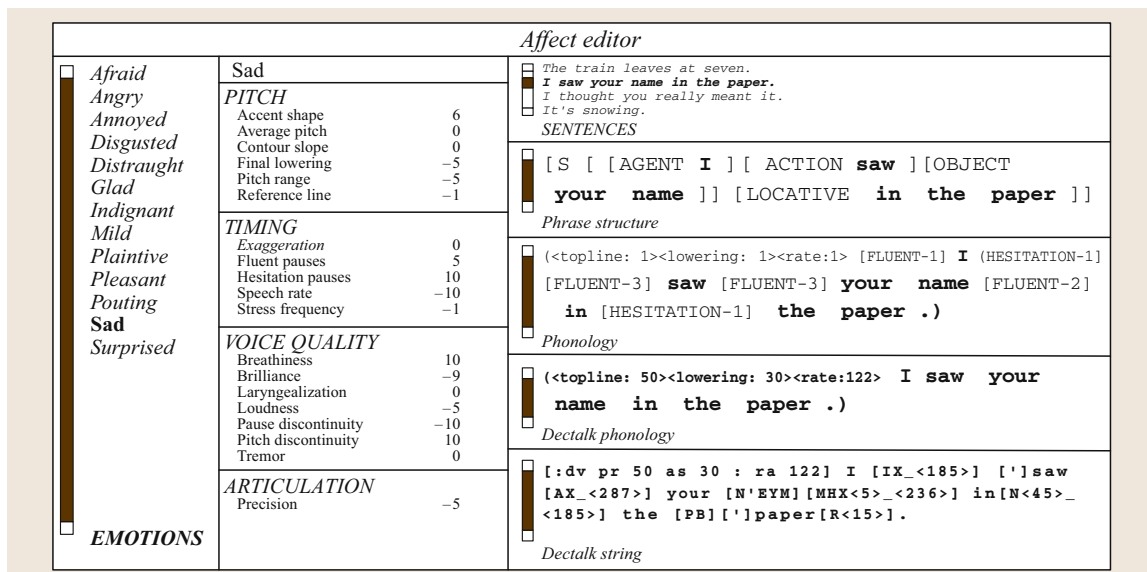 Affect editor
Afraid
Angry
Annoyed
Disgusted
Distraught
Glad
Indignant
Mild
Plaintive
Pleasant
Pouting
Sad
Surprised
EMOTIONS
Sad
PITCH
Accent shape 6
Average pitch 0
Contour slope 0
Final lowering –5
Pitch range –5
Reference line –1
TIMING
Exaggeration 0
Fluent pauses 5
Hesitation pauses 10
Speech rate –10
Stress frequency –1
VOICE QUALITY
Breathiness 10
Brilliance –9
Laryngealization 0
Loudness –5
Pause discontinuity –10
Pitch discontinuity 10
Tremor 0
ARTICULATION
Precision –5
The train leaves at seven.
I saw your name in the paper.
I thought you really meant it.
It's snowing.
SENTENCES
[S [ [AGENT I ][ ACTION saw ][OBJECT
your name ]] [LOCATIVE in the paper ]]
Phrase structure
(<topline: 1><lowering: 1><rate:1> [FLUENT-1] I (HESITATION-1]
[FLUENT-3] saw [FLUENT-3] your name [FLUENT-2]
in [HESITATION-1] the paper .)
Phonology
(<topline: 50><lowering: 30><rate:122> I saw your
name in the paper .)
Dectalk phonology
[:dv pr 50 as 30 : ra 122] I [IX_<185>] [']saw
[AX_<287>] your [N'EYM][MHX<5>_<236>] in[N<45>_
<185>] the [PB][']paper[R<15>].
Dectalk string